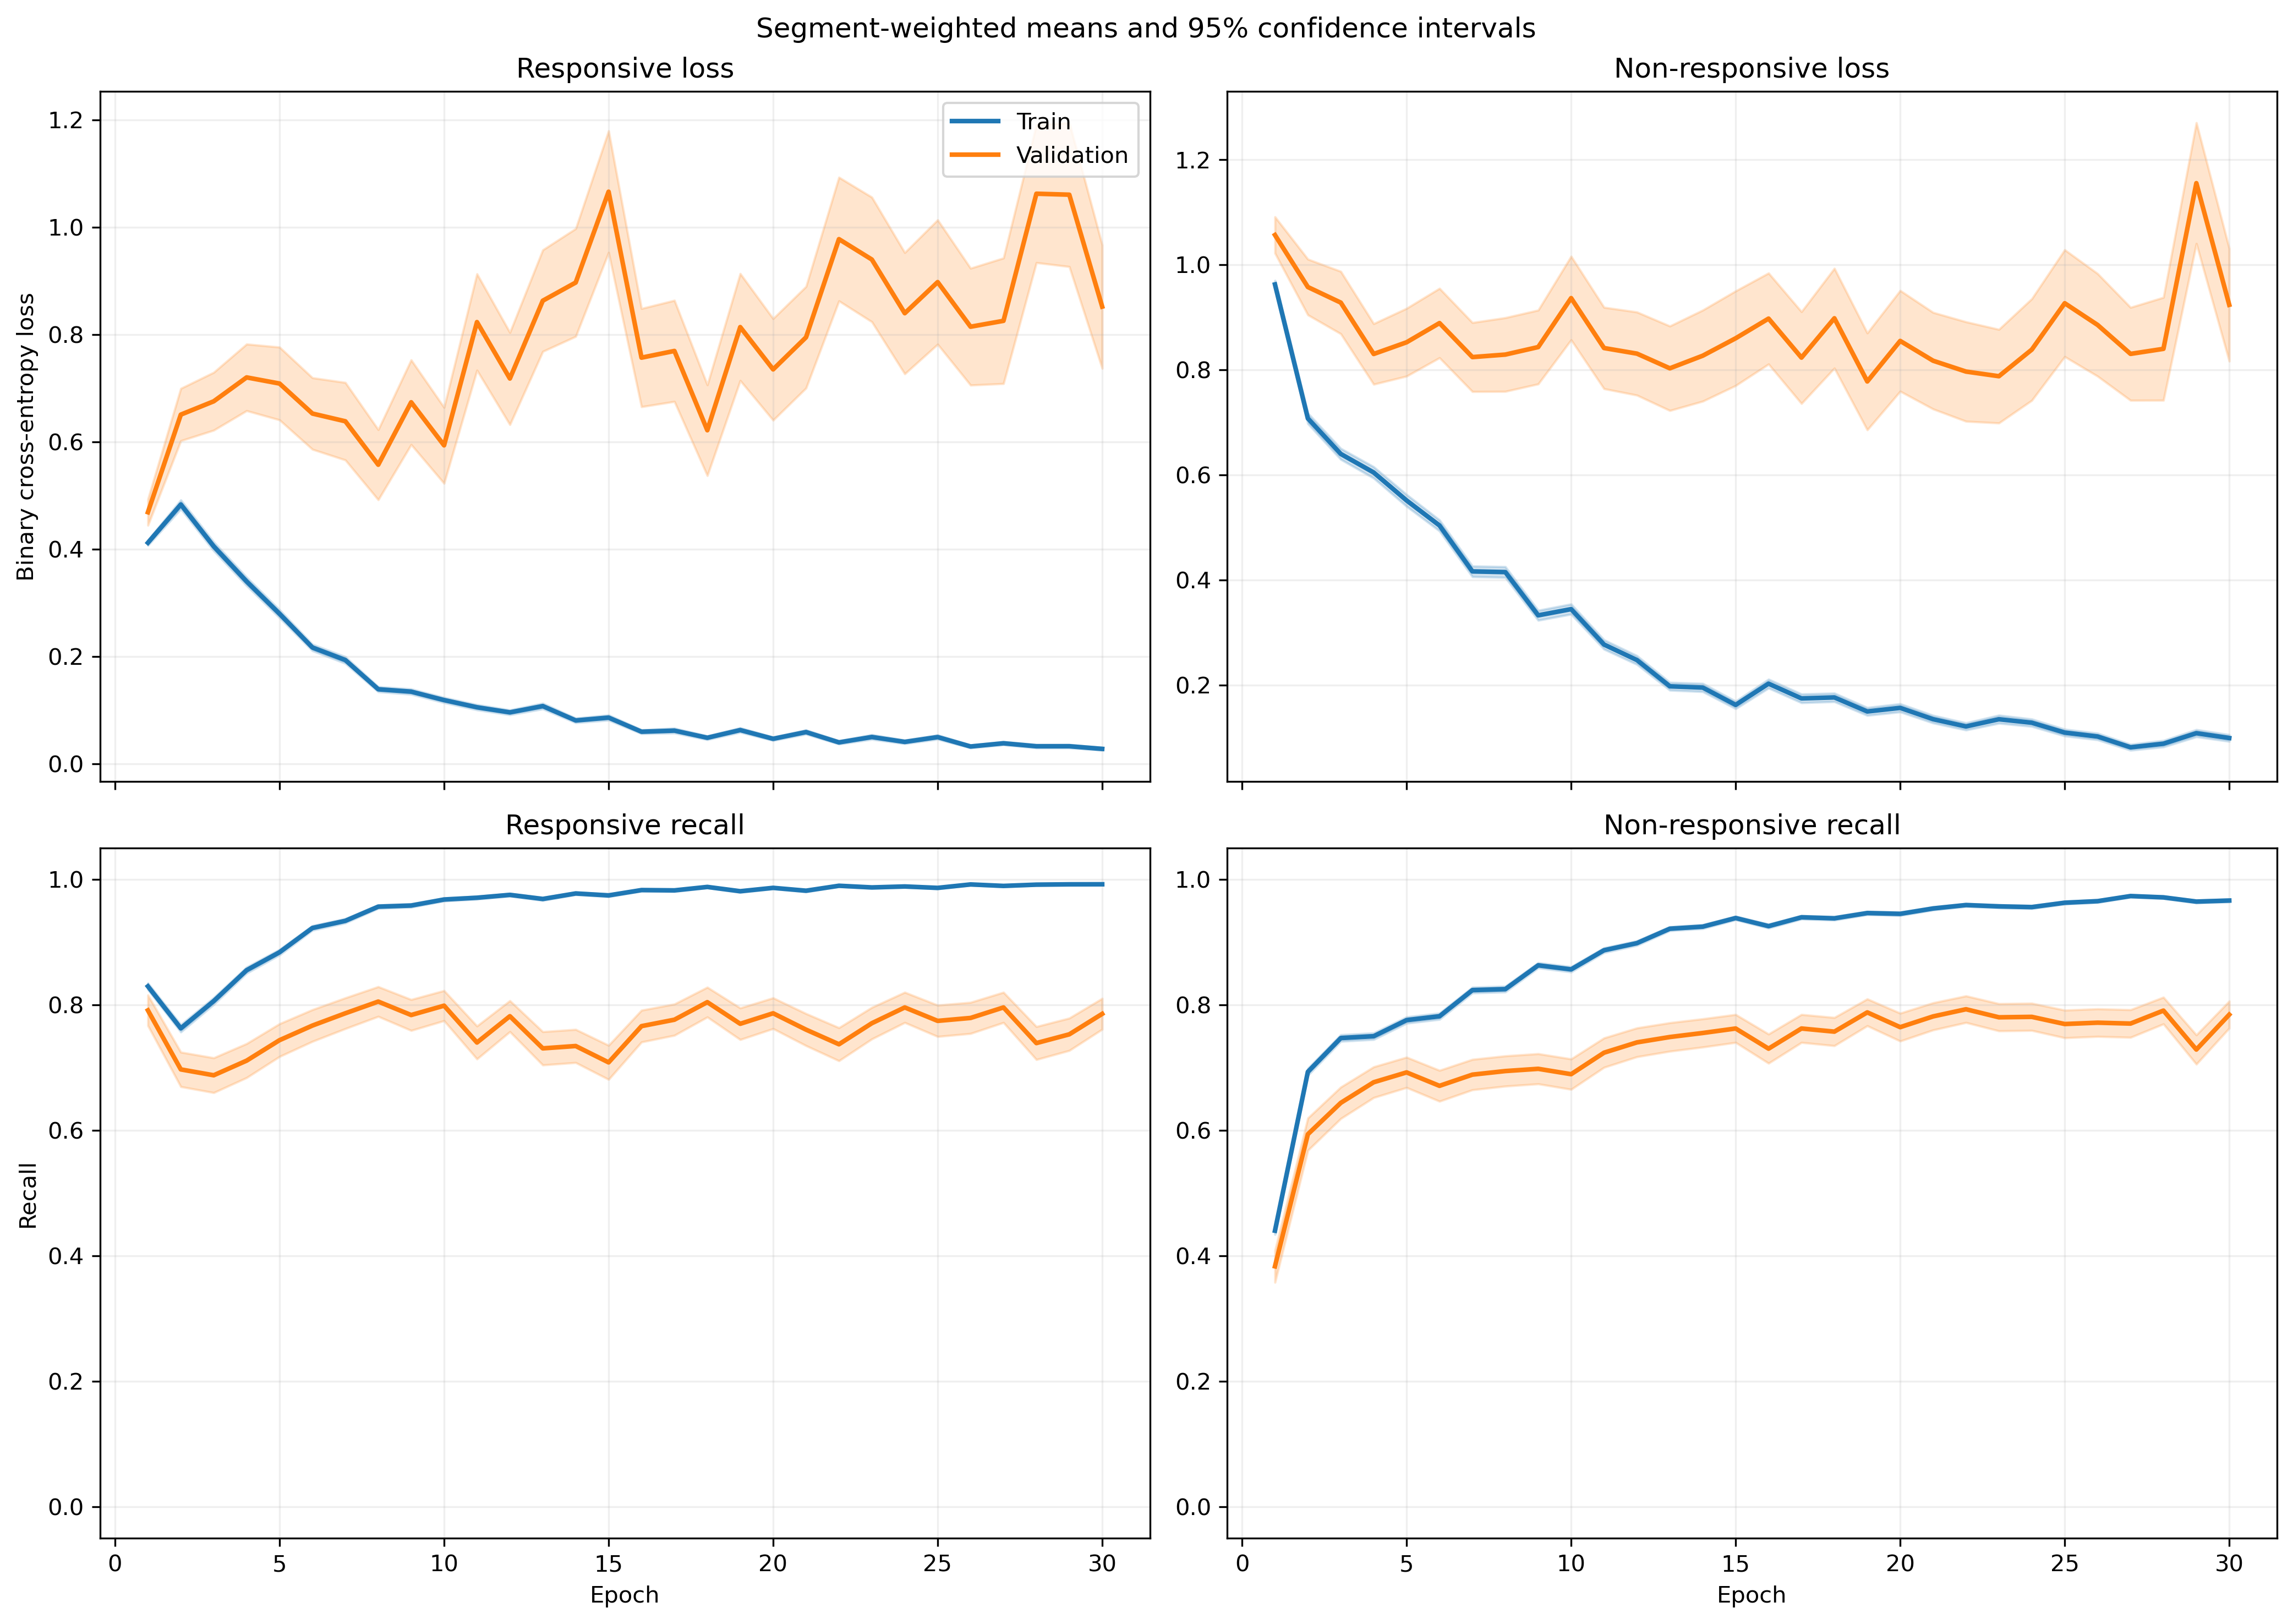 Segment-weighted means and 95% confidence intervals
Responsive loss
Non-responsive loss
Train
Validation
Binary cross-entropy loss
1.2
1.0
0.8
0.6
0.4
0.2
0.0
1.2
1.0
0.8
0.6
0.4
0.2
Responsive recall
Non-responsive recall
Recall
1.0
0.8
0.6
0.4
0.2
0.0
0 5 10 15 20 25 30
Epoch
1.0
0.8
0.6
0.4
0.2
0.0
0 5 10 15 20 25 30
Epoch